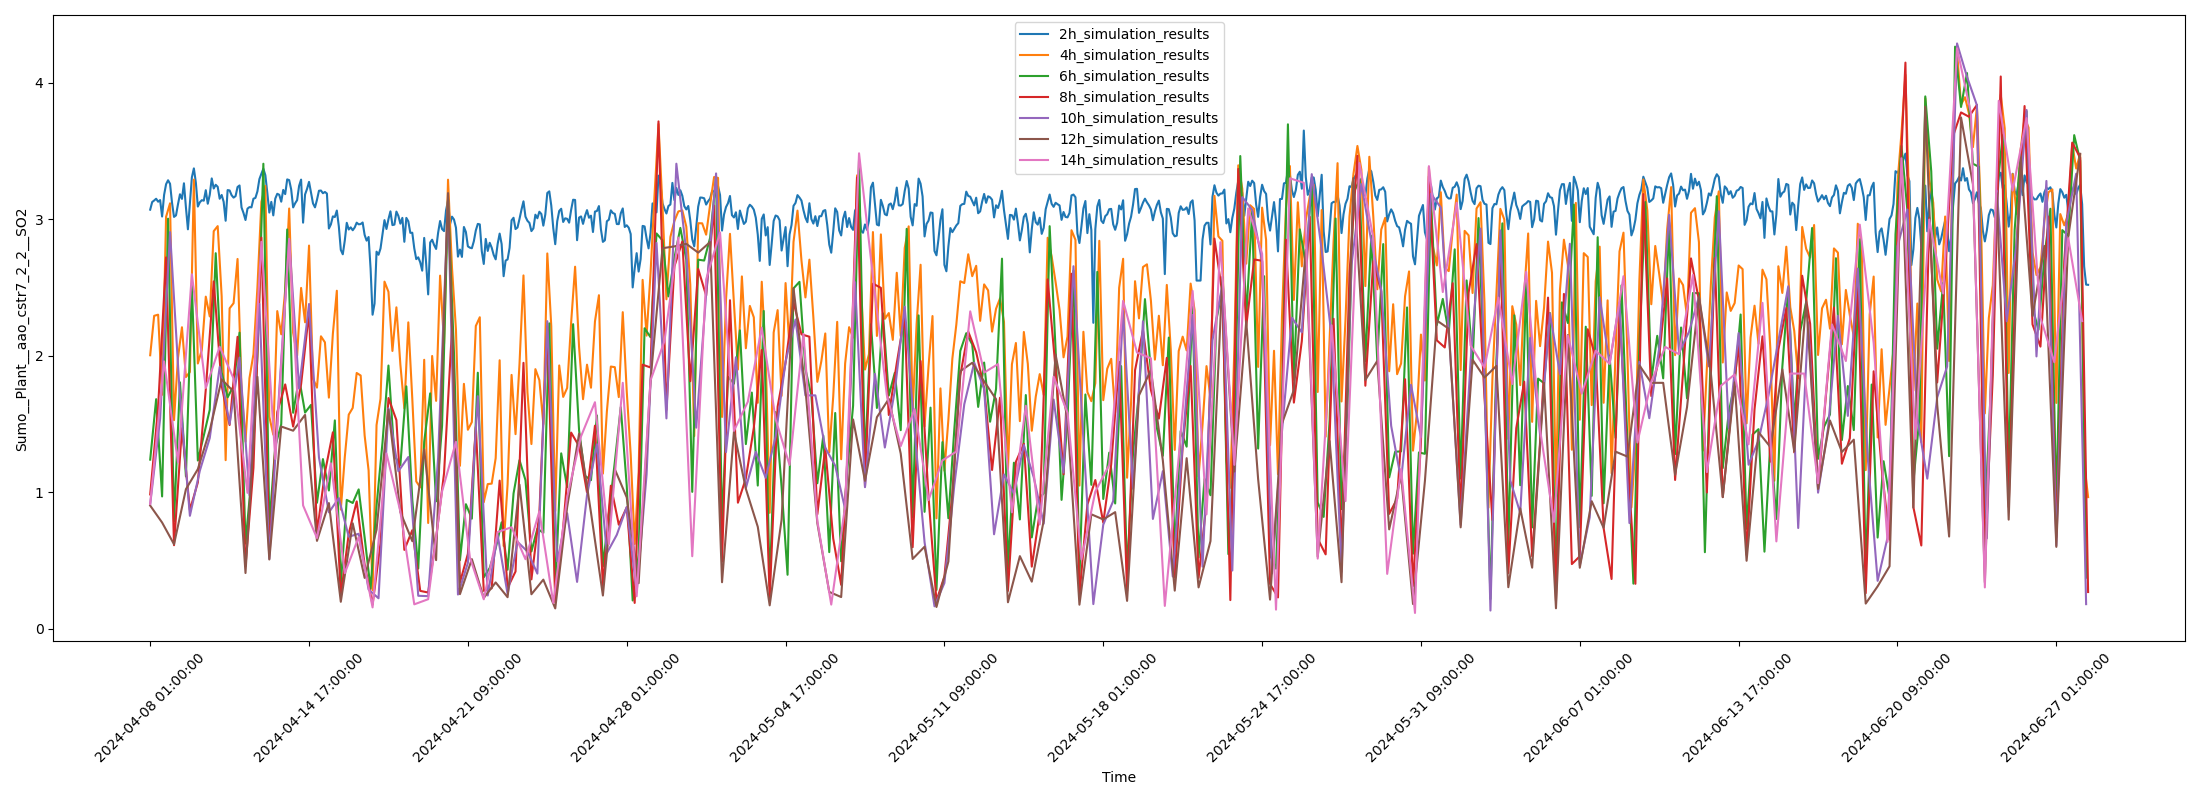 2h_simulation_results
4h_simulation_results
6h_simulation_results
8h_simulation_results
10h_simulation_results
12h_simulation_results
14h_simulation_results
Sumo__Plant__aao_cstr7_2_2__SO2
4
3
2
1
0
2024-04-08 01:00:00
2024-04-14 17:00:00
2024-04-21 09:00:00
2024-04-28 01:00:00
2024-05-04 17:00:00
2024-05-11 09:00:00
2024-05-18 01:00:00
2024-05-24 17:00:00
2024-05-31 09:00:00
2024-06-07 01:00:00
2024-06-13 17:00:00
2024-06-20 09:00:00
2024-06-27 01:00:00
Time